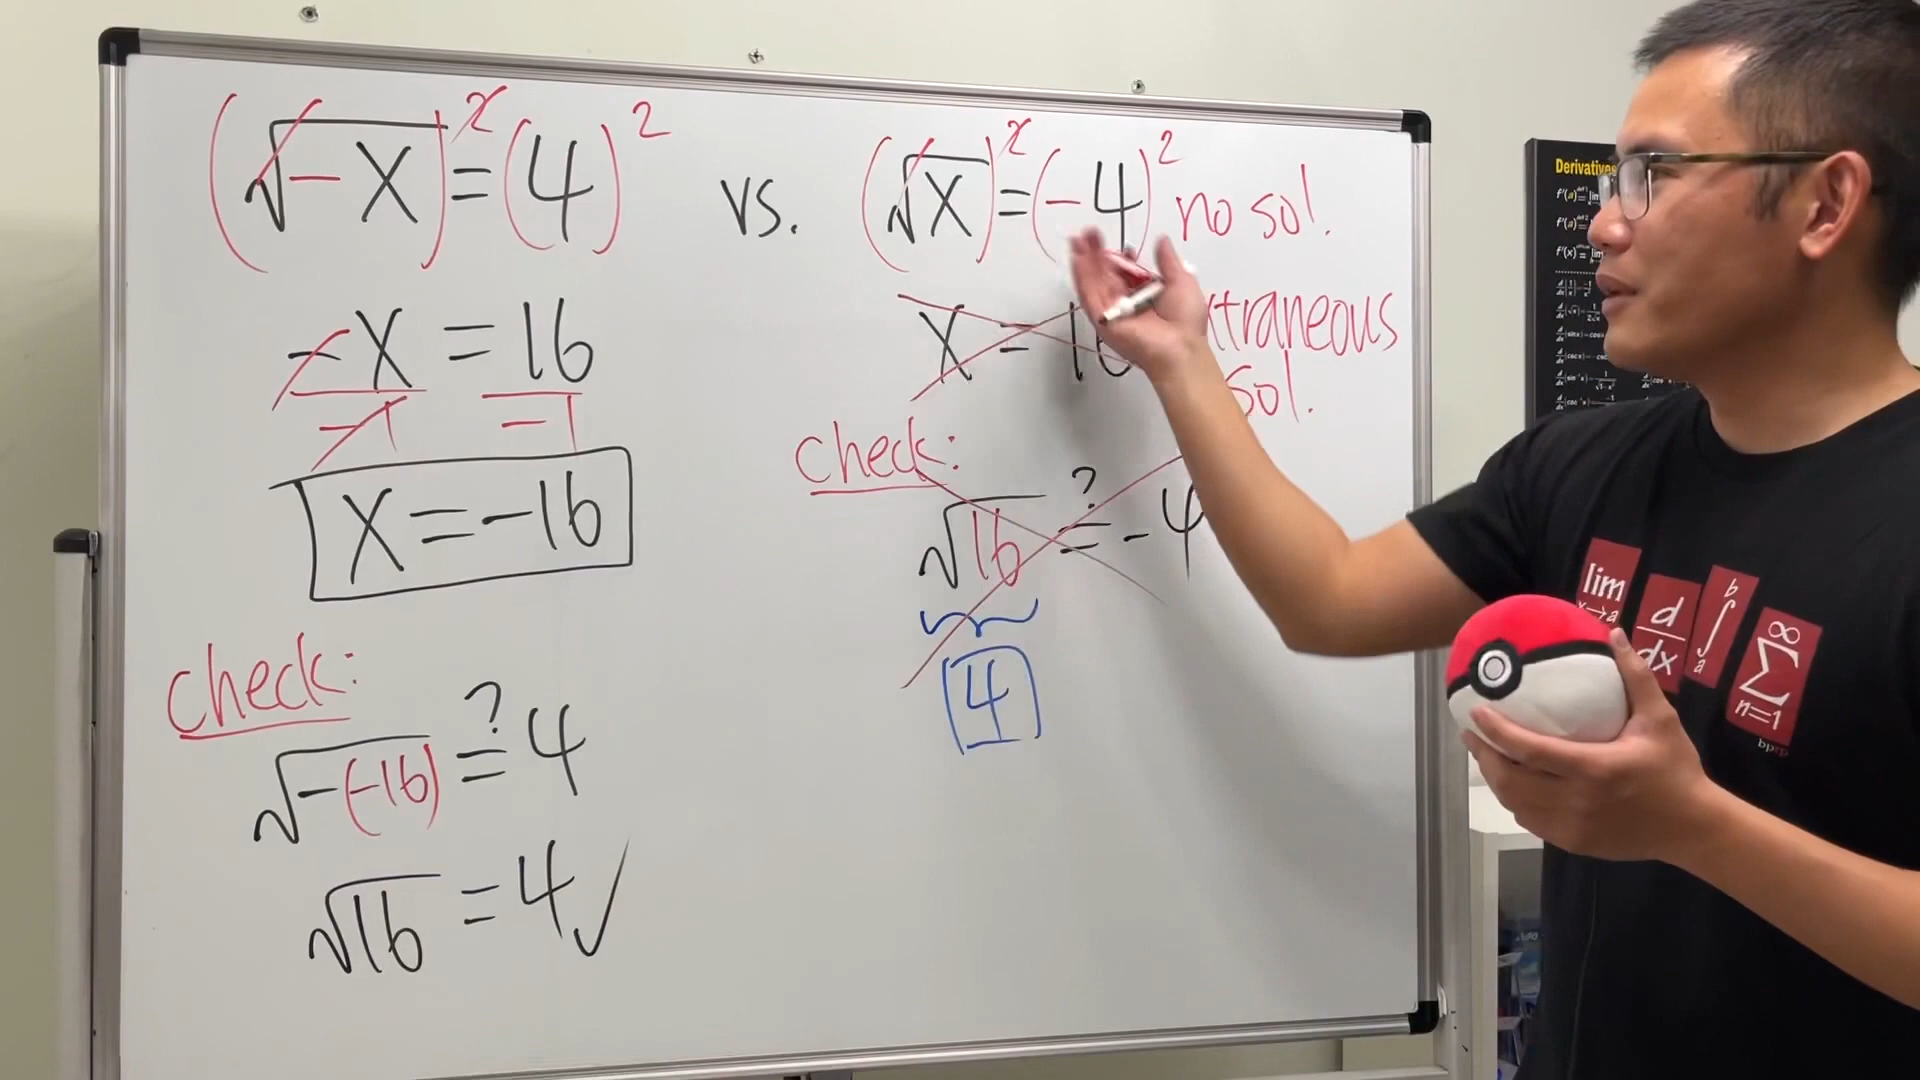 (√-x)² = (4)²
vs.
(√x)² = (-4)² no sol.
-x = 16
-1 -1
x = -16
check:
√-(-16) ?= 4
√16 = 4 ✓
x = 16
sol.
check:
√16 ?= -4
4
Derivatives
lim
x→a
d
dx
b
∫
a
∞
Σ
n=1
bprp